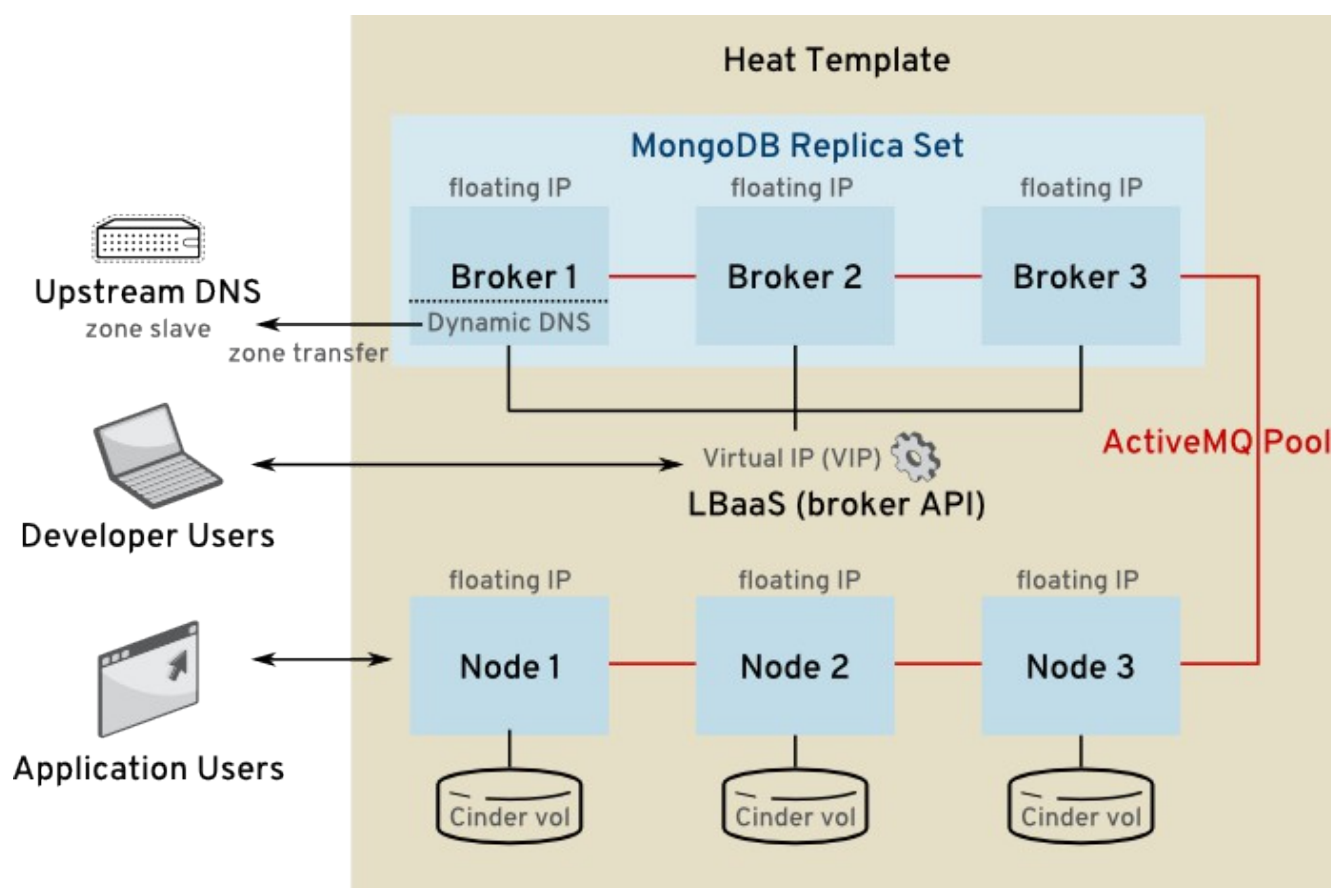 Heat Template
MongoDB Replica Set
floating IP
floating IP
floating IP
Broker 1
Broker 2
Broker 3
Dynamic DNS
Upstream DNS
zone slave
zone transfer
ActiveMQ Pool
Virtual IP (VIP)
LBaaS (broker API)
Developer Users
floating IP
floating IP
floating IP
Node 1
Node 2
Node 3
Application Users
Cinder vol
Cinder vol
Cinder vol